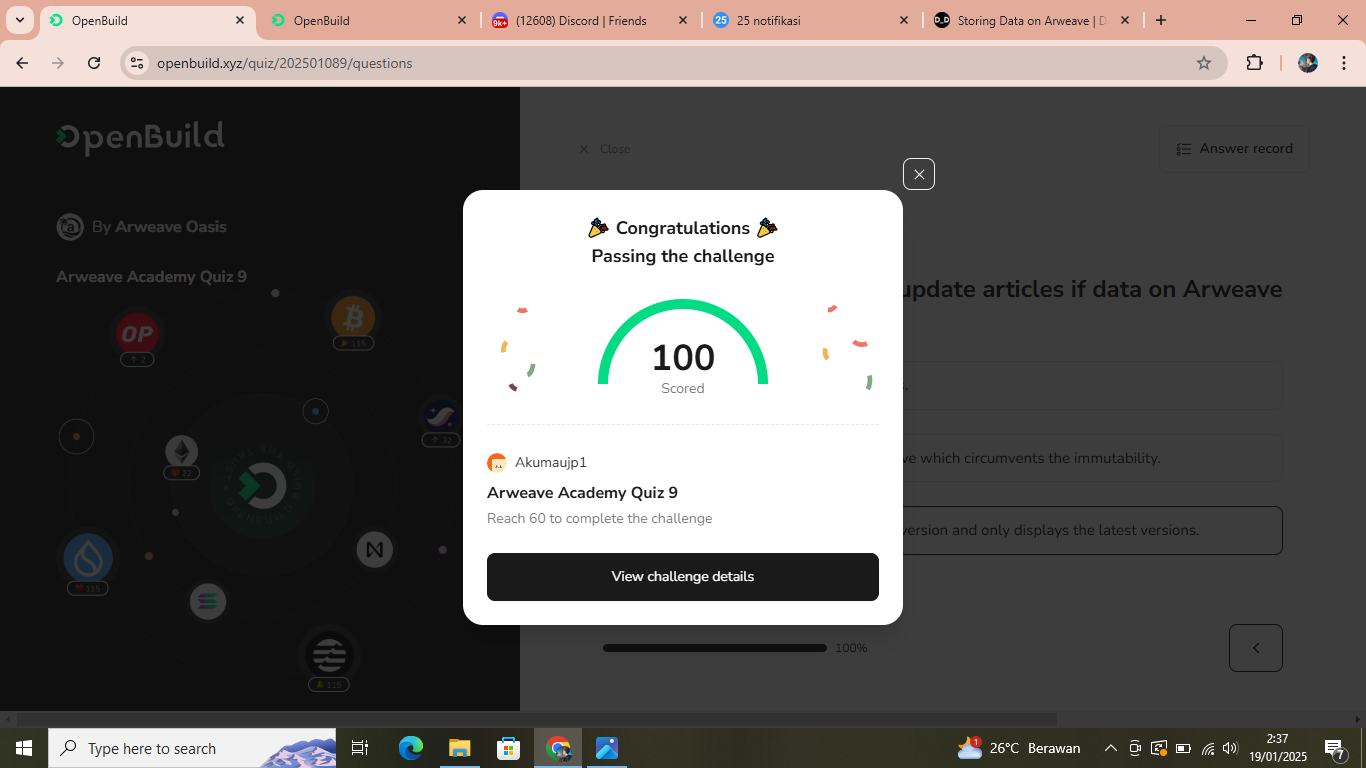 OpenBuild
OpenBuild
9k+
(12608) Discord | Friends
25
25 notifikasi
D_D
Storing Data on Arweave | D
openbuild.xyz/quiz/202501089/questions
OpenBuild
Close
Answer record
By Arweave Oasis
Arweave Academy Quiz 9
update articles if data on Arweave
ve which circumvents the immutability.
version and only displays the latest versions.
100%
OP
2
115
32
22
115
115
🎉 Congratulations 🎉
Passing the challenge
100
Scored
Akumaujp1
Arweave Academy Quiz 9
Reach 60 to complete the challenge
View challenge details
Type here to search
1
26°C Berawan
2:37
19/01/2025
7